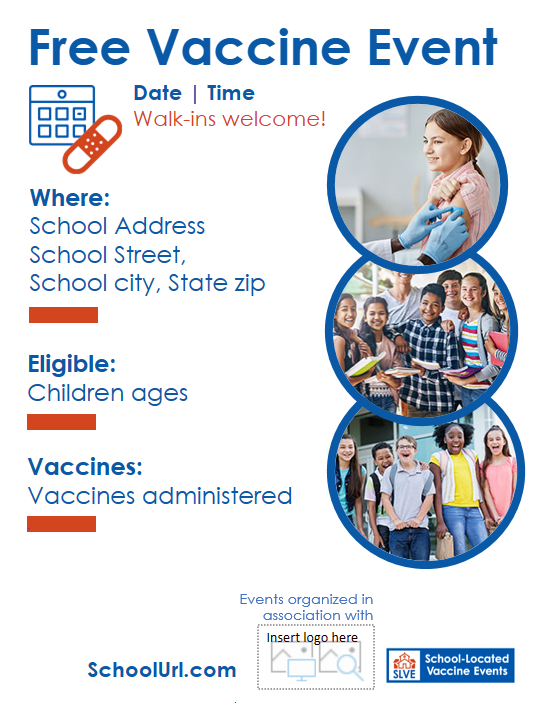 Free Vaccine Event
Date | Time
Walk-ins welcome!
Where:
School Address
School Street,
School city, State zip
Eligible:
Children ages
Vaccines:
Vaccines administered
Events organized in
association with
Insert logo here
SchoolUrl.com
SLVE
School-Located
Vaccine Events